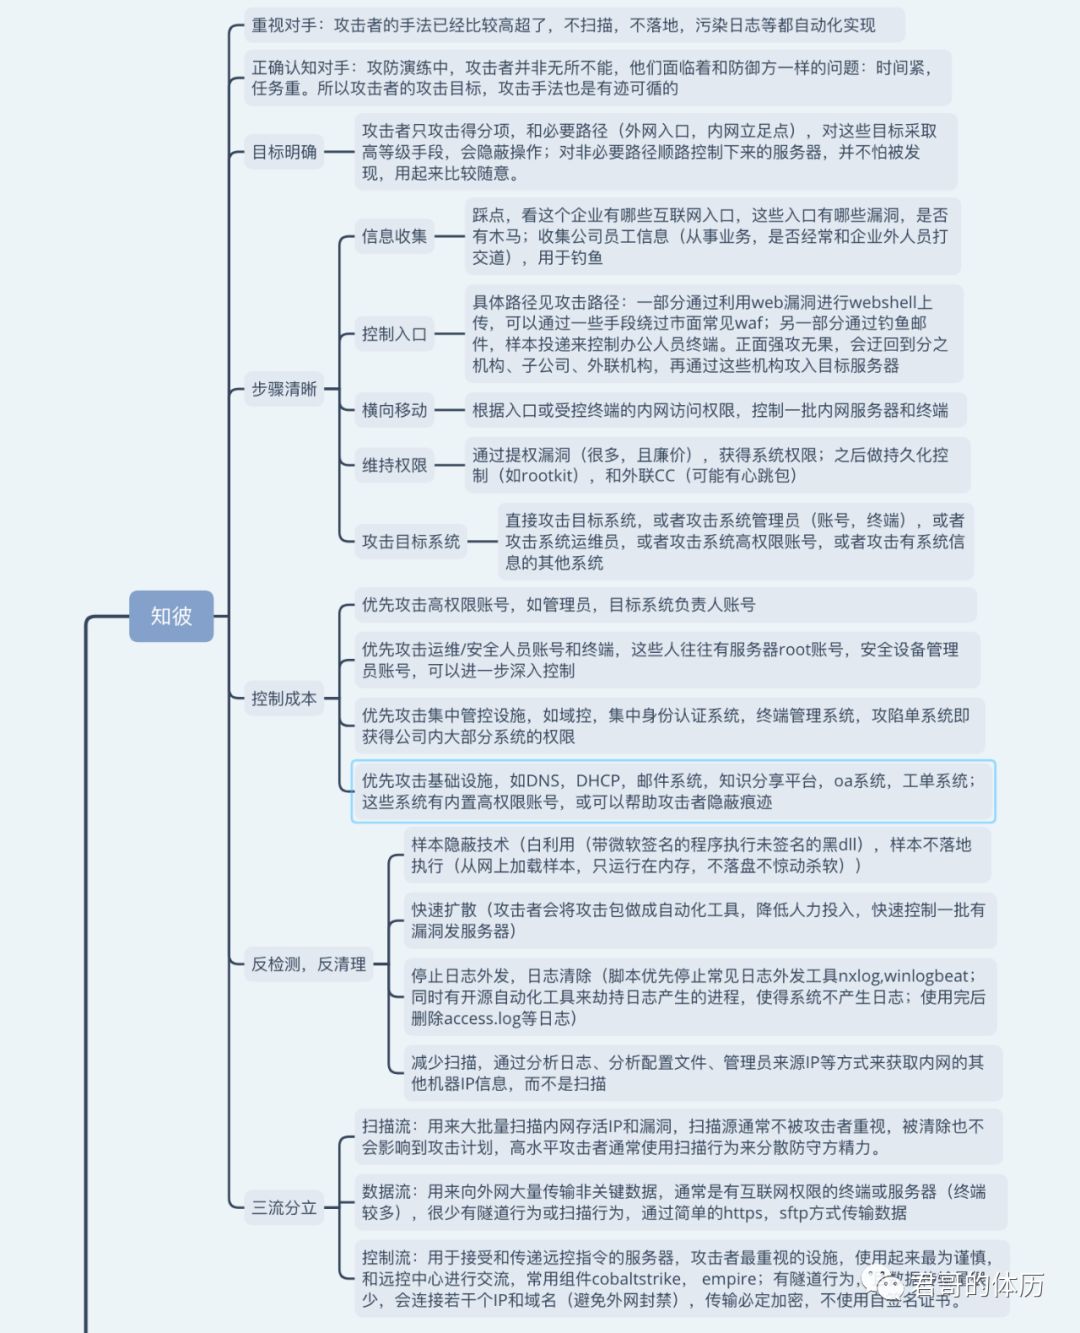 重视对手：攻击者的手法已经比较高超了，不扫描，不落地，污染日志等都自动化实现
正确认知对手：攻防演练中，攻击者并非无所不能，他们面临着和防御方一样的问题：时间紧，
任务重。所以攻击者的攻击目标，攻击手法也是有迹可循的
目标明确
攻击者只攻击得分项，和必要路径（外网入口，内网立足点），对这些目标采取
高等级手段，会隐蔽操作；对非必要路径顺路控制下来的服务器，并不怕被发
现，用起来比较随意。
步骤清晰
信息收集
踩点，看这个企业有哪些互联网入口，这些入口有哪些漏洞，是否
有木马；收集公司员工信息（从事业务，是否经常和企业外人员打
交道），用于钓鱼
控制入口
具体路径见攻击路径：一部分通过利用web漏洞进行webshell上
传，可以通过一些手段绕过市面常见waf；另一部分通过钓鱼邮
件，样本投递来控制办公人员终端。正面强攻无果，会迂回到分之
机构、子公司、外联机构，再通过这些机构攻入目标服务器
横向移动
根据入口或受控终端的内网访问权限，控制一批内网服务器和终端
维持权限
通过提权漏洞（很多，且廉价），获得系统权限；之后做持久化控
制（如rootkit），和外联CC（可能有心跳包）
攻击目标系统
直接攻击目标系统，或者攻击系统管理员（账号，终端），或者
攻击系统运维员，或者攻击系统高权限账号，或者攻击有系统信
息的其他系统
知彼
控制成本
优先攻击高权限账号，如管理员，目标系统负责人账号
优先攻击运维/安全人员账号和终端，这些人往往有服务器root账号，安全设备管理
员账号，可以进一步深入控制
优先攻击集中管控设施，如域控，集中身份认证系统，终端管理系统，攻陷单系统即
获得公司内大部分系统的权限
优先攻击基础设施，如DNS，DHCP，邮件系统，知识分享平台，oa系统，工单系统；
这些系统有内置高权限账号，或可以帮助攻击者隐蔽痕迹
反检测，反清理
样本隐蔽技术（白利用（带微软签名的程序执行未签名的黑dll），样本不落地
执行（从网上加载样本，只运行在内存，不落盘不惊动杀软））
快速扩散（攻击者会将攻击包做成自动化工具，降低人力投入，快速控制一批有
漏洞发服务器）
停止日志外发，日志清除（脚本优先停止常见日志外发工具nxlog,winlogbeat；
同时有开源自动化工具来劫持日志产生的进程，使得系统不产生日志；使用完后
删除access.log等日志）
减少扫描，通过分析日志、分析配置文件、管理员来源IP等方式来获取内网的其
他机器IP信息，而不是扫描
三流分立
扫描流：用来大批量扫描内网存活IP和漏洞，扫描源通常不被攻击者重视，被清除也不
会影响到攻击计划，高水平攻击者通常使用扫描行为来分散防守方精力。
数据流：用来向外网大量传输非关键数据，通常是有互联网权限的终端或服务器（终端
较多），很少有隧道行为或扫描行为，通过简单的https，sftp方式传输数据
控制流：用于接受和传递远控指令的服务器，攻击者最重视的设施，使用起来最为谨慎，
和远控中心进行交流，常用组件cobaltstrike， empire；有隧道行为，
少，会连接若干个IP和域名（避免外网封禁），传输必定加密，不使用自签名证书。
君哥的体历